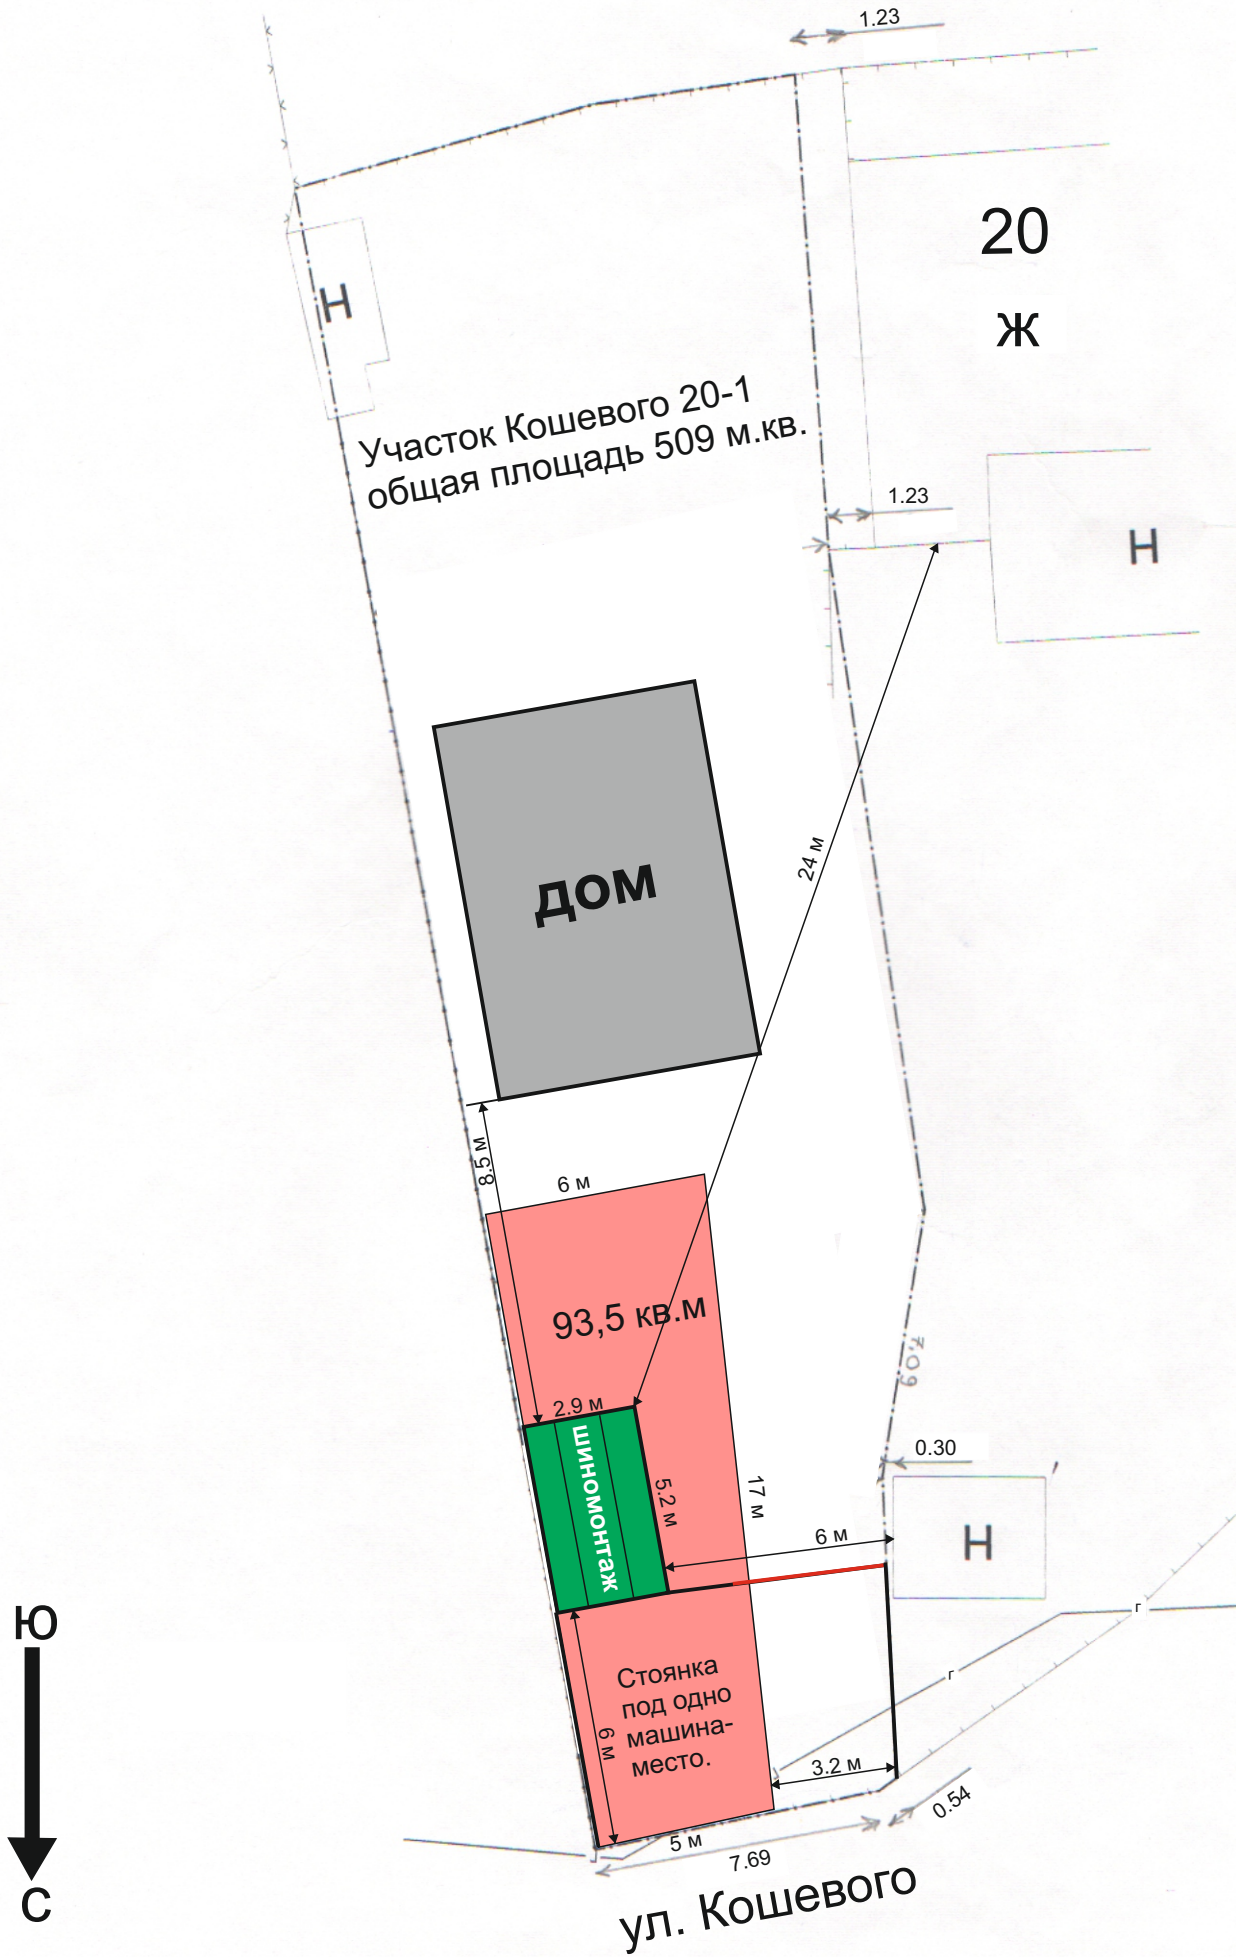 1.23
20
ж
Н
Участок Кошевого 20-1
общая площадь 509 м.кв.
1.23
Н
24 м
дом
8.5 м
6 м
93,5 кв.м
7,09
2.9 м
шиномонтаж
5.2 м
17 м
0.30
6 м
Н
Ю
Стоянка
под одно
машина-
место.
6 м
г
г
3.2 м
0.54
5 м
7.69
С
ул. Кошевого